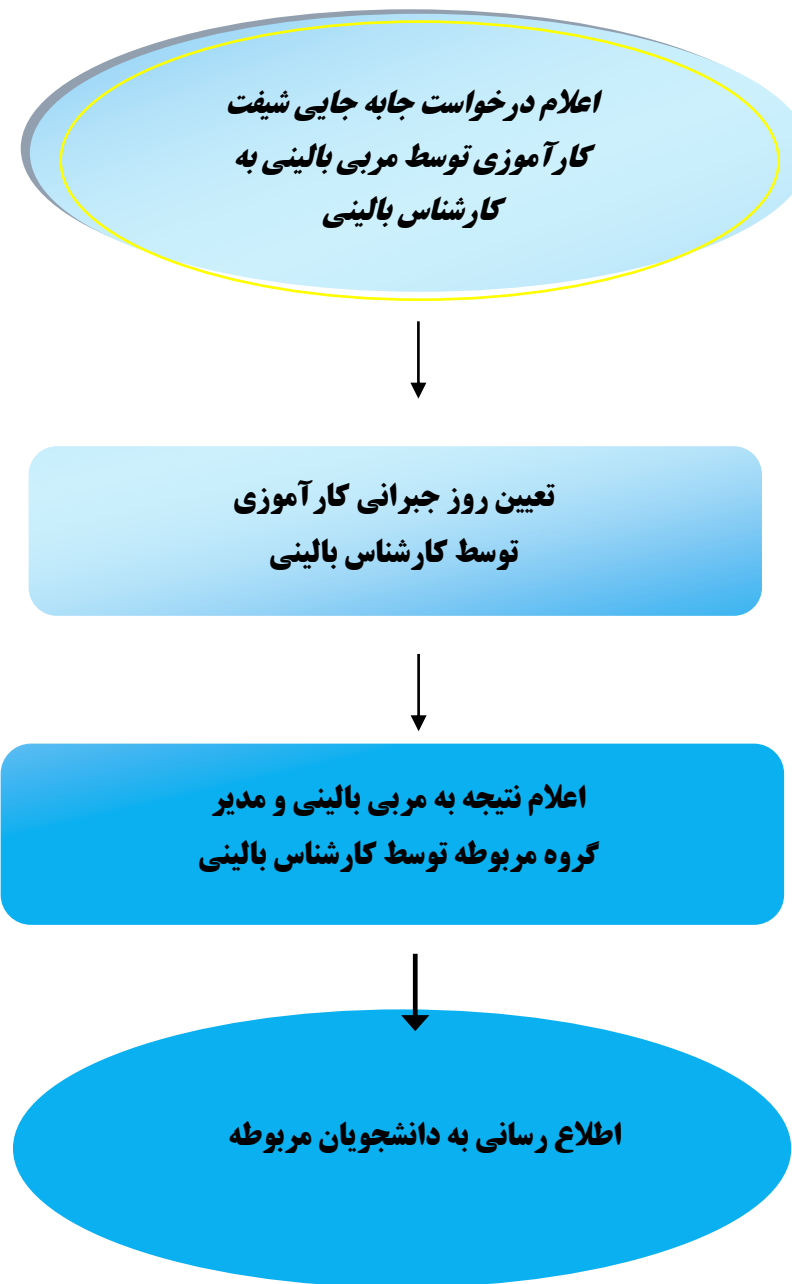 اعلام درخواست جابه جایی شیفت
کارآموزی توسط مربی بالینی به
کارشناس بالینی
تعیین روز جبرانی کارآموزی
توسط کارشناس بالینی
اعلام نتیجه به مربی بالینی و مدیر
گروه مربوطه توسط کارشناس بالینی
اطلاع رسانی به دانشجویان مربوطه